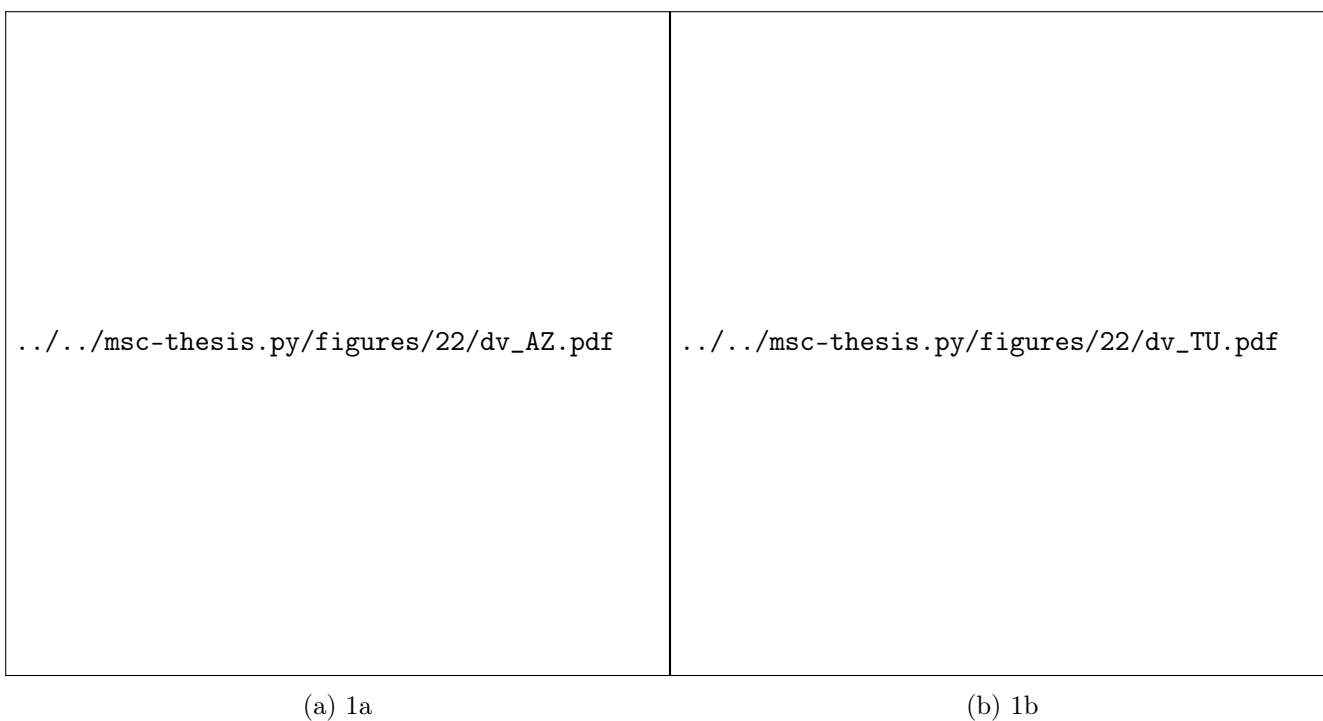 ../../msc-thesis.py/figures/22/dv_AZ.pdf
../../msc-thesis.py/figures/22/dv_TU.pdf
(a) 1a
(b) 1b